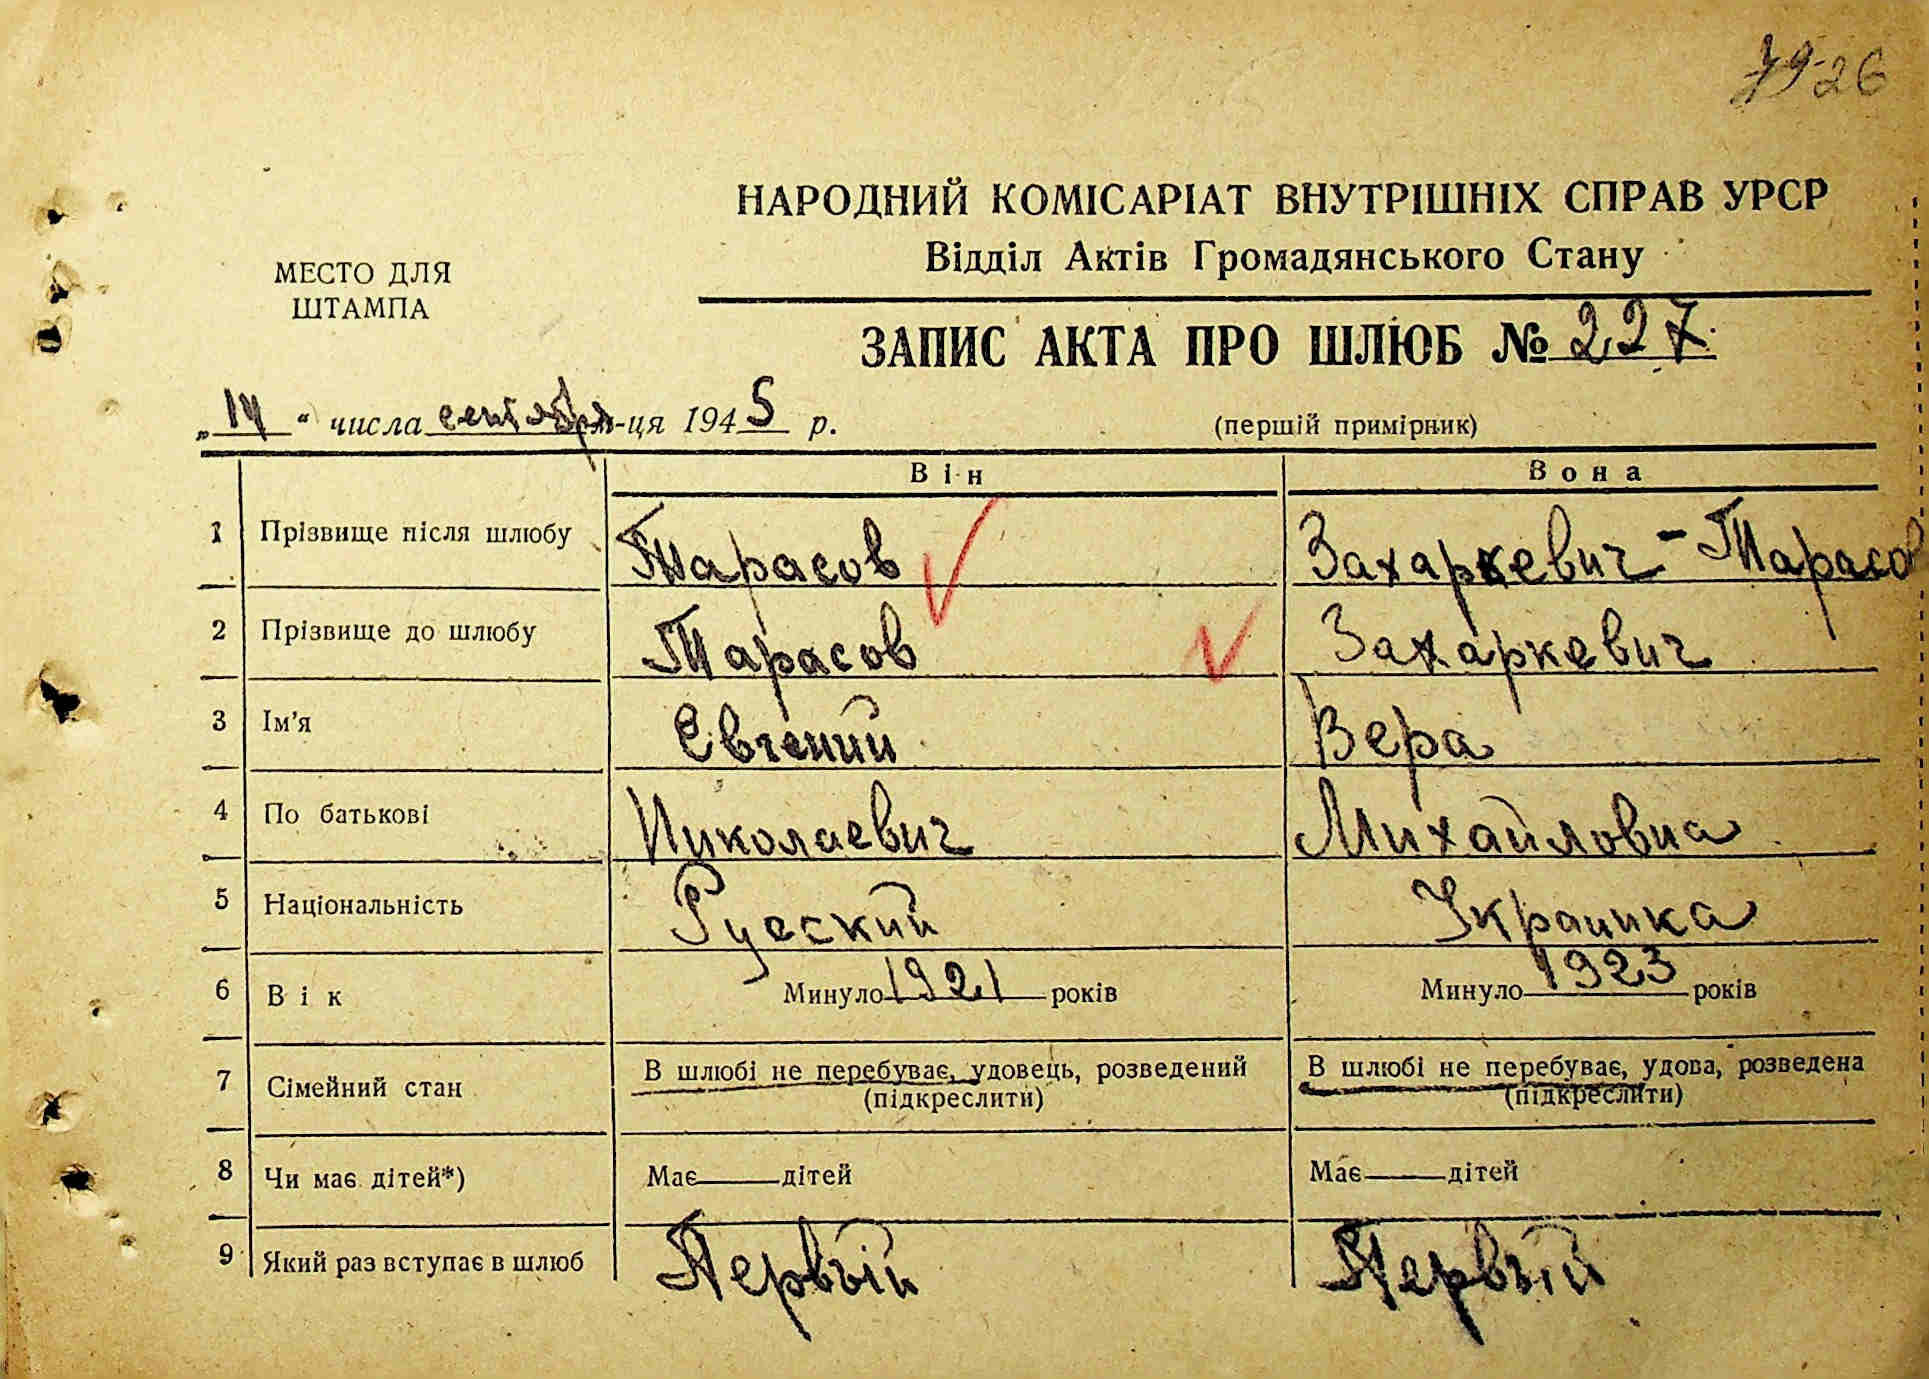 79-26
НАРОДНИЙ КОМІСАРІАТ ВНУТРІШНІХ СПРАВ УРСР
Відділ Актів Громадянського Стану
МЕСТО ДЛЯ
ШТАМПА
ЗАПИС АКТА ПРО ШЛЮБ № 227
„14“ числа сентября м-ця 1945 р.
(першій примірник)
Він Вона
1 Прізвище після шлюбу Тарасов Захаркевич-Тарасов
2 Прізвище до шлюбу Тарасов Захаркевич
3 Ім'я Евгений Вера
4 По батькові Николаевич Михайловна
5 Національність Русский Украинка
6 Вік Минуло 1921 років Минуло 1923 років
7 Сімейний стан В шлюбі не перебуває, удовець, розведений В шлюбі не перебуває, удова, розведена
(підкреслити) (підкреслити)
8 Чи має дітей*) Має — дітей Має — дітей
9 Який раз вступає в шлюб Первый Первый